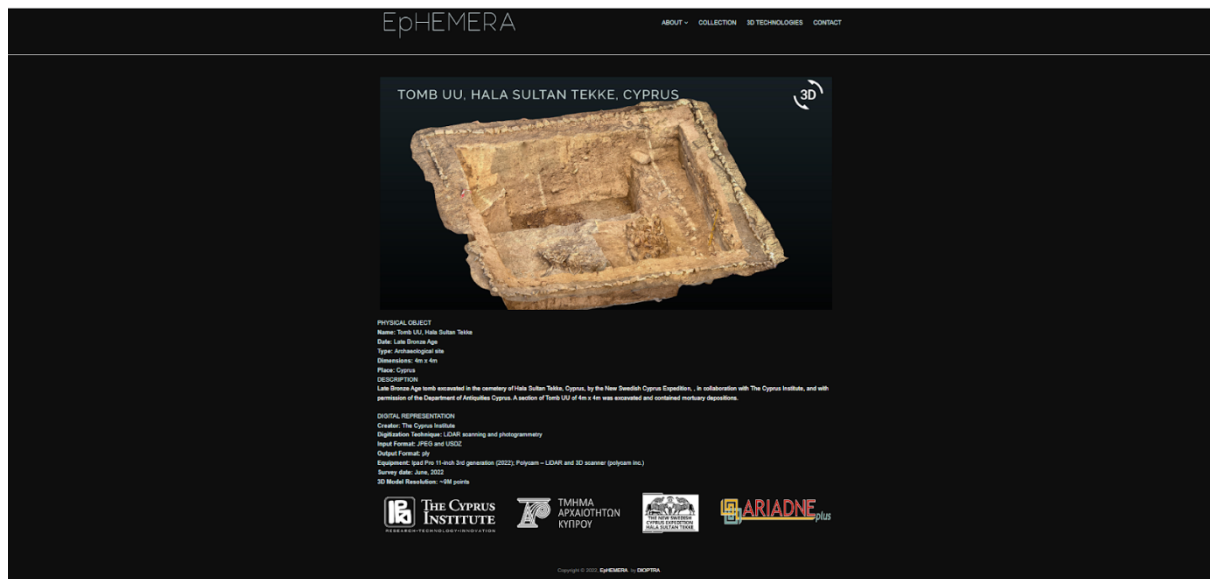 EpHEMERA
ABOUT COLLECTION 3D TECHNOLOGIES CONTACT
TOMB UU, HALA SULTAN TEKKE, CYPRUS
3D
PHYSICAL OBJECT
Name: Tomb UU, Hala Sultan Tekke
Date: Late Bronze Age
Type: Archaeological site
Dimensions: 4m x 4m
Place: Cyprus
DESCRIPTION
Late Bronze Age tomb excavated in the cemetery of Hala Sultan Tekke, Cyprus, by the New Swedish Cyprus Expedition, , in collaboration with The Cyprus Institute, and with
permission of the Department of Antiquities Cyprus. A section of Tomb UU of 4m x 4m was excavated and contained mortuary depositions.
DIGITAL REPRESENTATION
Creator: The Cyprus Institute
Digitization Technique: LiDAR scanning and photogrammetry
Input Format: JPEG and USDZ
Output Format: ply
Equipment: Ipad Pro 11-inch 3rd generation (2022); Polycam – LiDAR and 3D scanner (polycam inc.)
Survey date: June, 2022
3D Model Resolution: ~9M points
THE CYPRUS
INSTITUTE
RESEARCH•TECHNOLOGY•INNOVATION
ΤΜΗΜΑ
ΑΡΧΑΙΟΤΗΤΩΝ
ΚΥΠΡΟΥ
THE NEW SWEDISH
CYPRUS EXPEDITION
HALA SULTAN TEKKE
ARIADNE plus
Copyright © 2022, EpHEMERA by DIOPTRA